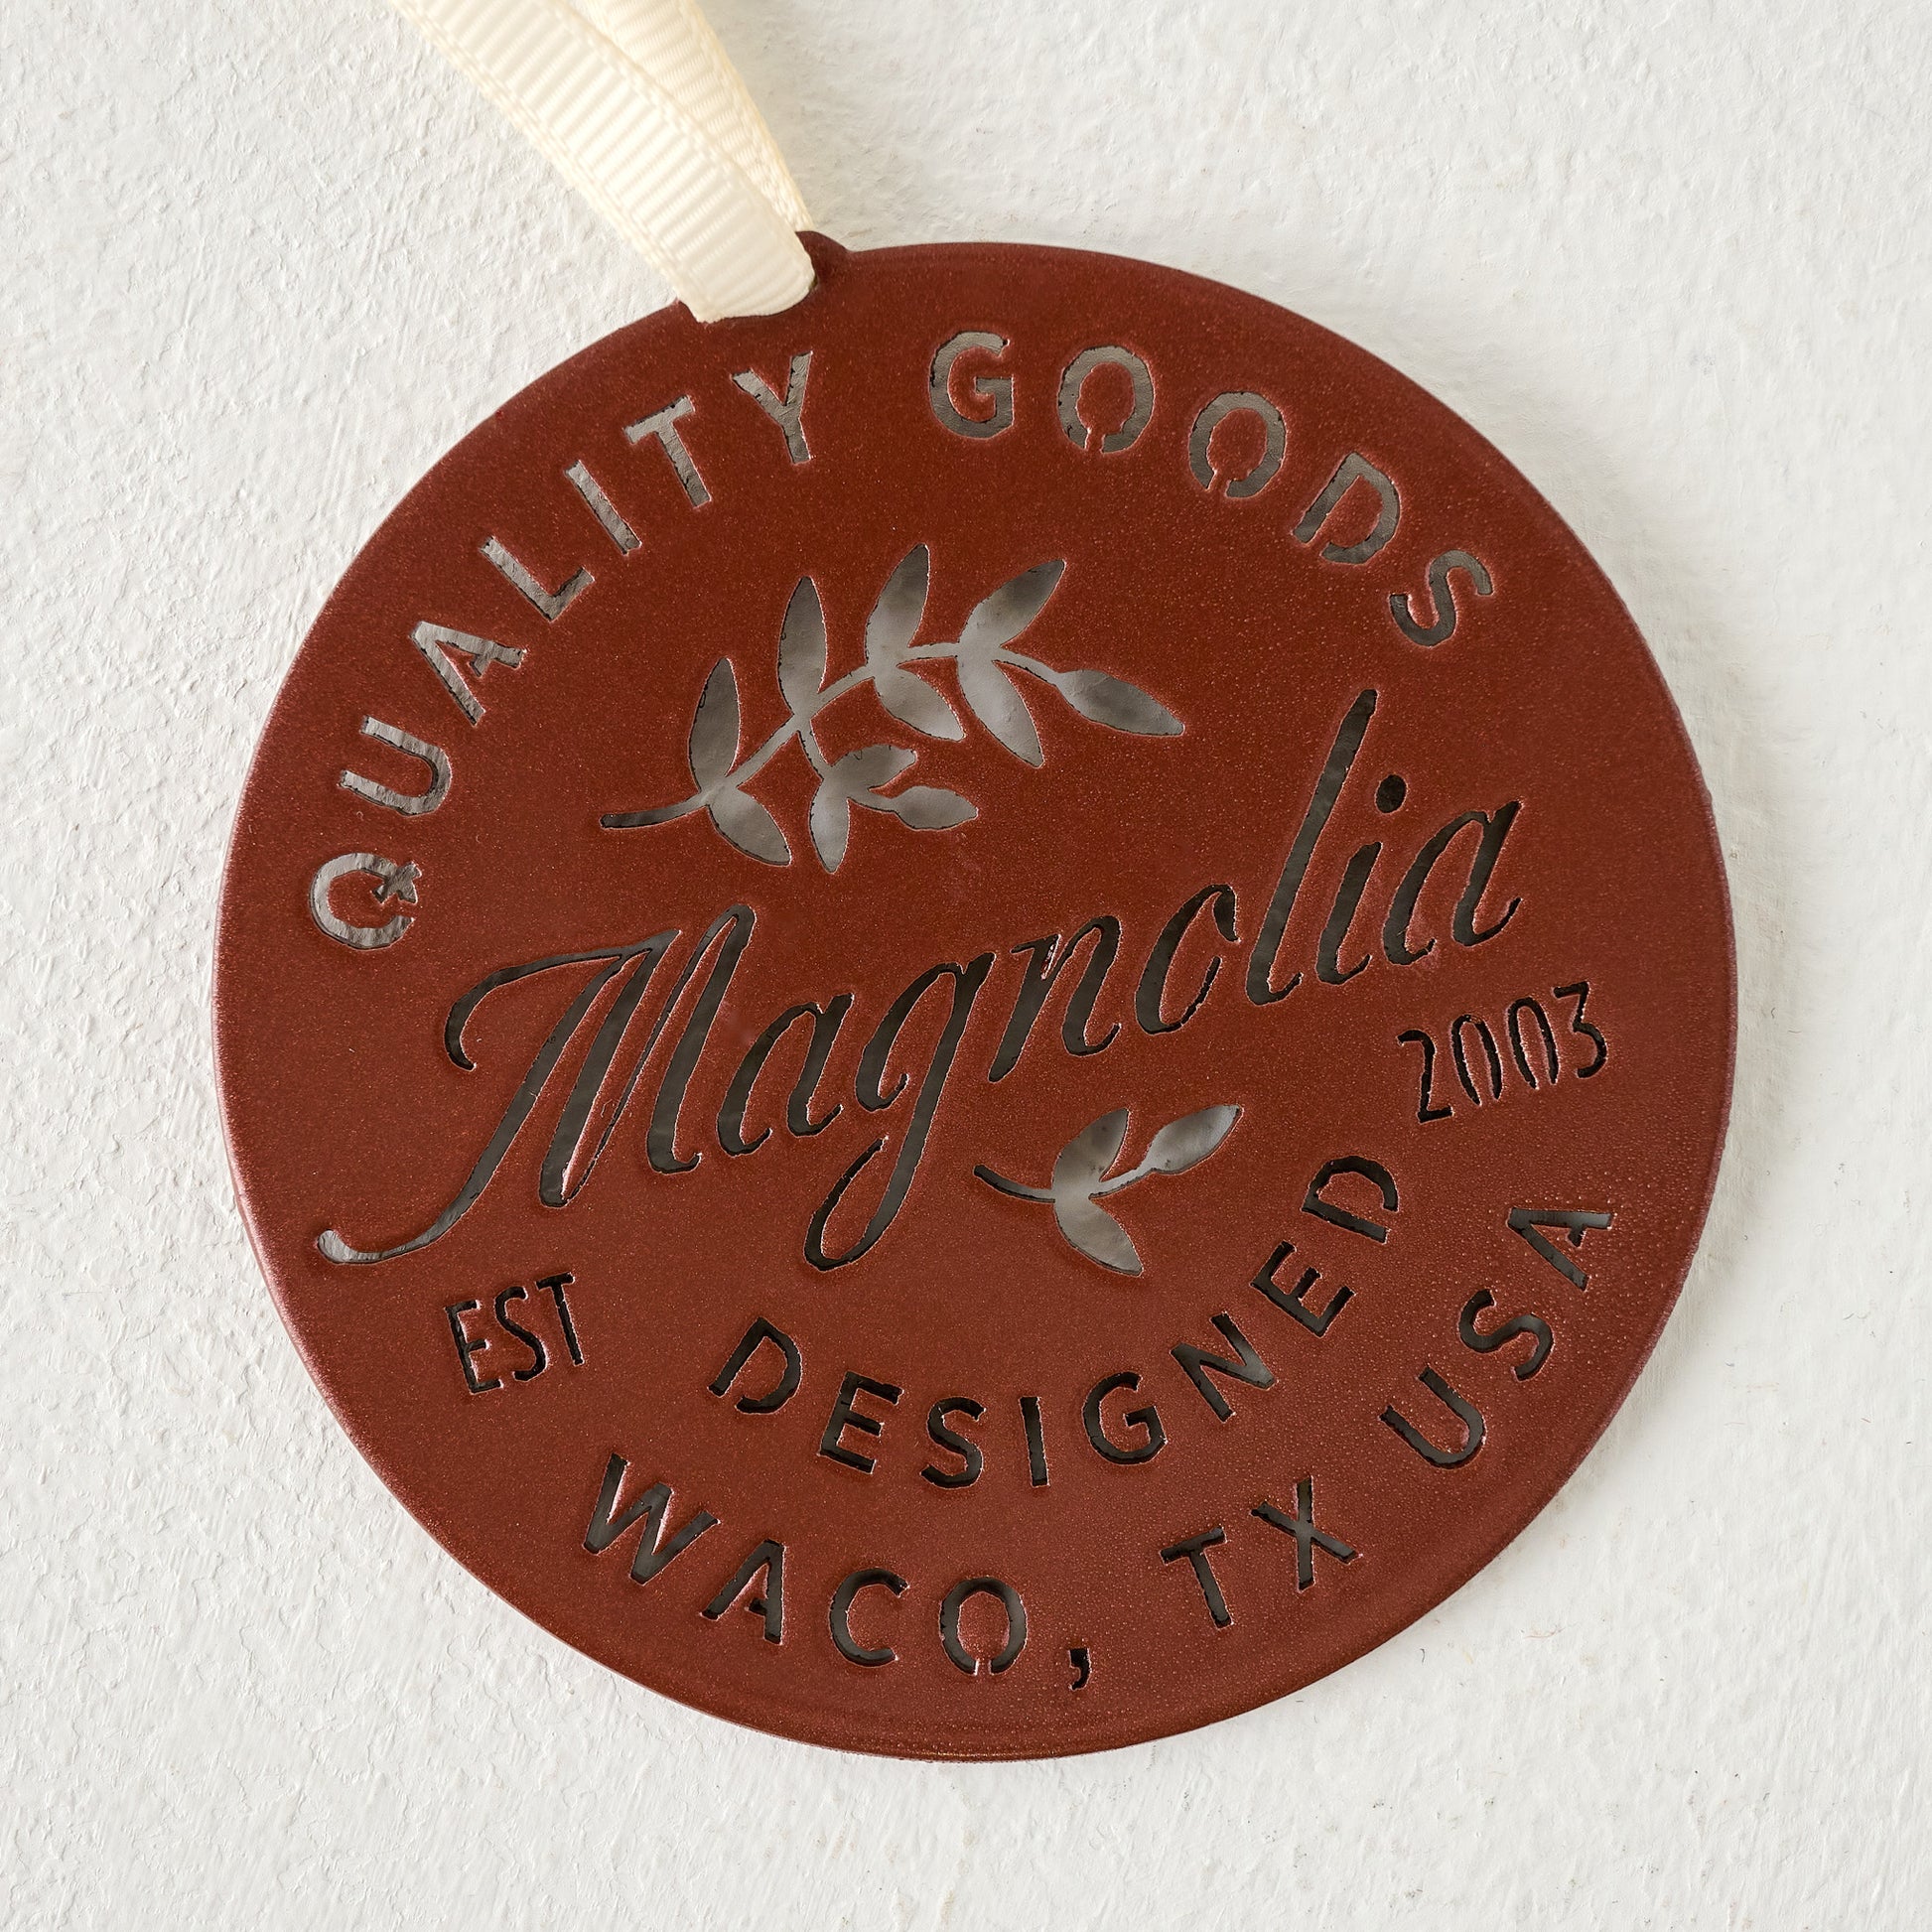 QUALITY GOODS
Magnolia
EST 2003
DESIGNED
WACO, TX USA